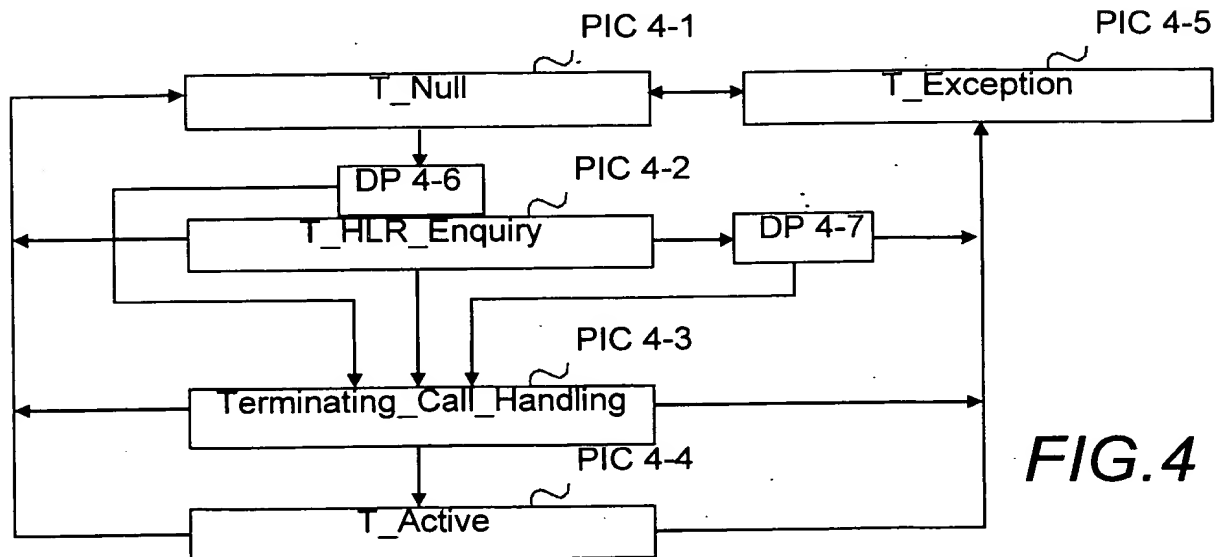 PIC 4-1
PIC 4-5
T_Null
T_Exception
DP 4-6
PIC 4-2
T_HLR_Enquiry
DP 4-7
PIC 4-3
Terminating_Call_Handling
PIC 4-4
T_Active
FIG.4